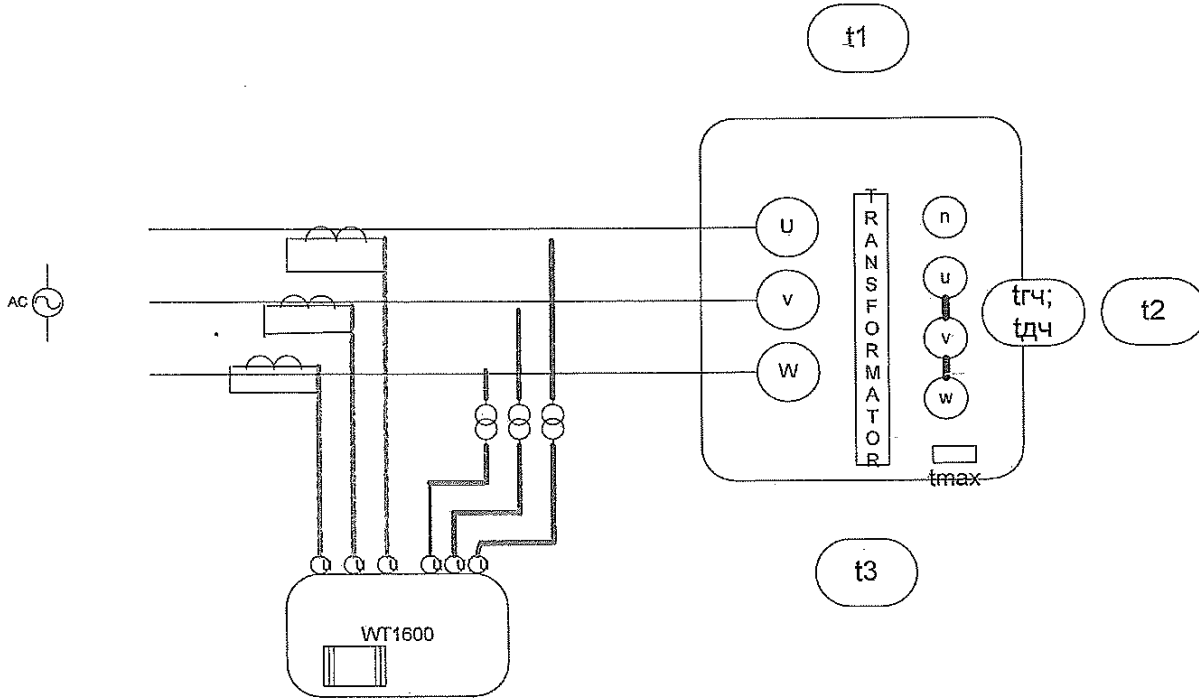 t1
U
v
W
T
R
A
N
S
F
O
R
M
A
T
O
R
n
u
v
w
tгч;
tдч
t2
AC
tmax
t3
u u u u u u
WT1600